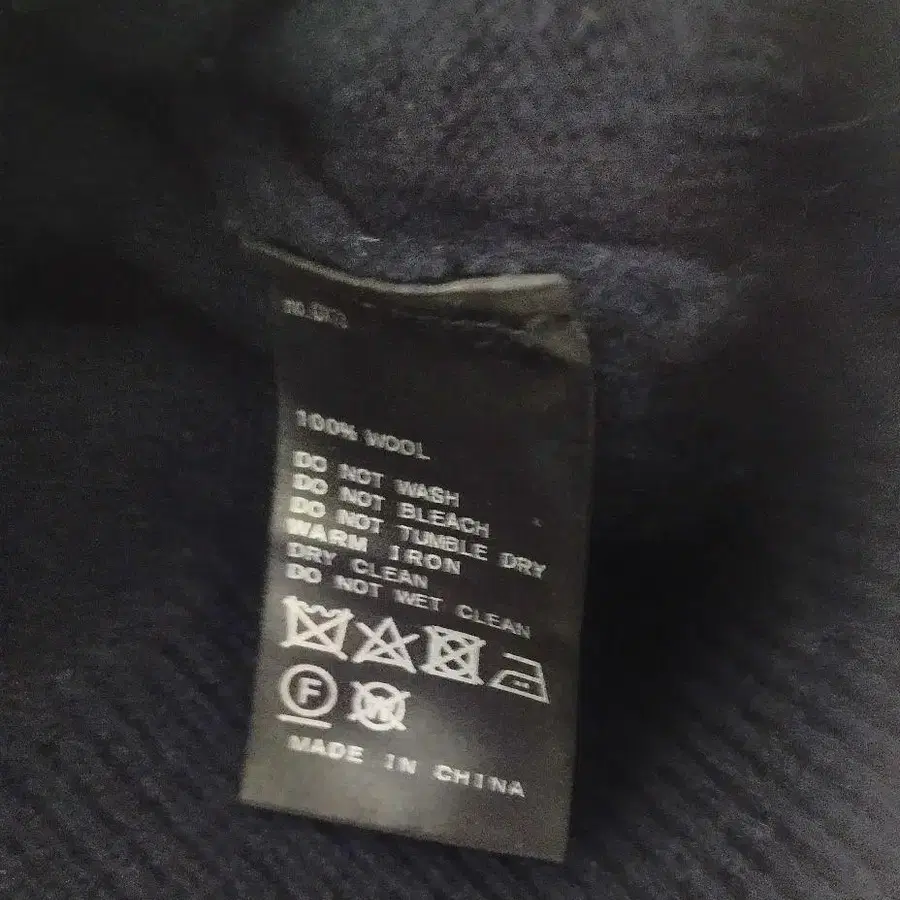 100% WOOL
DO NOT WASH
DO NOT BLEACH
DO NOT TUMBLE DRY
WARM IRON
DRY CLEAN
DO NOT WET CLEAN
F
W
MADE IN CHINA